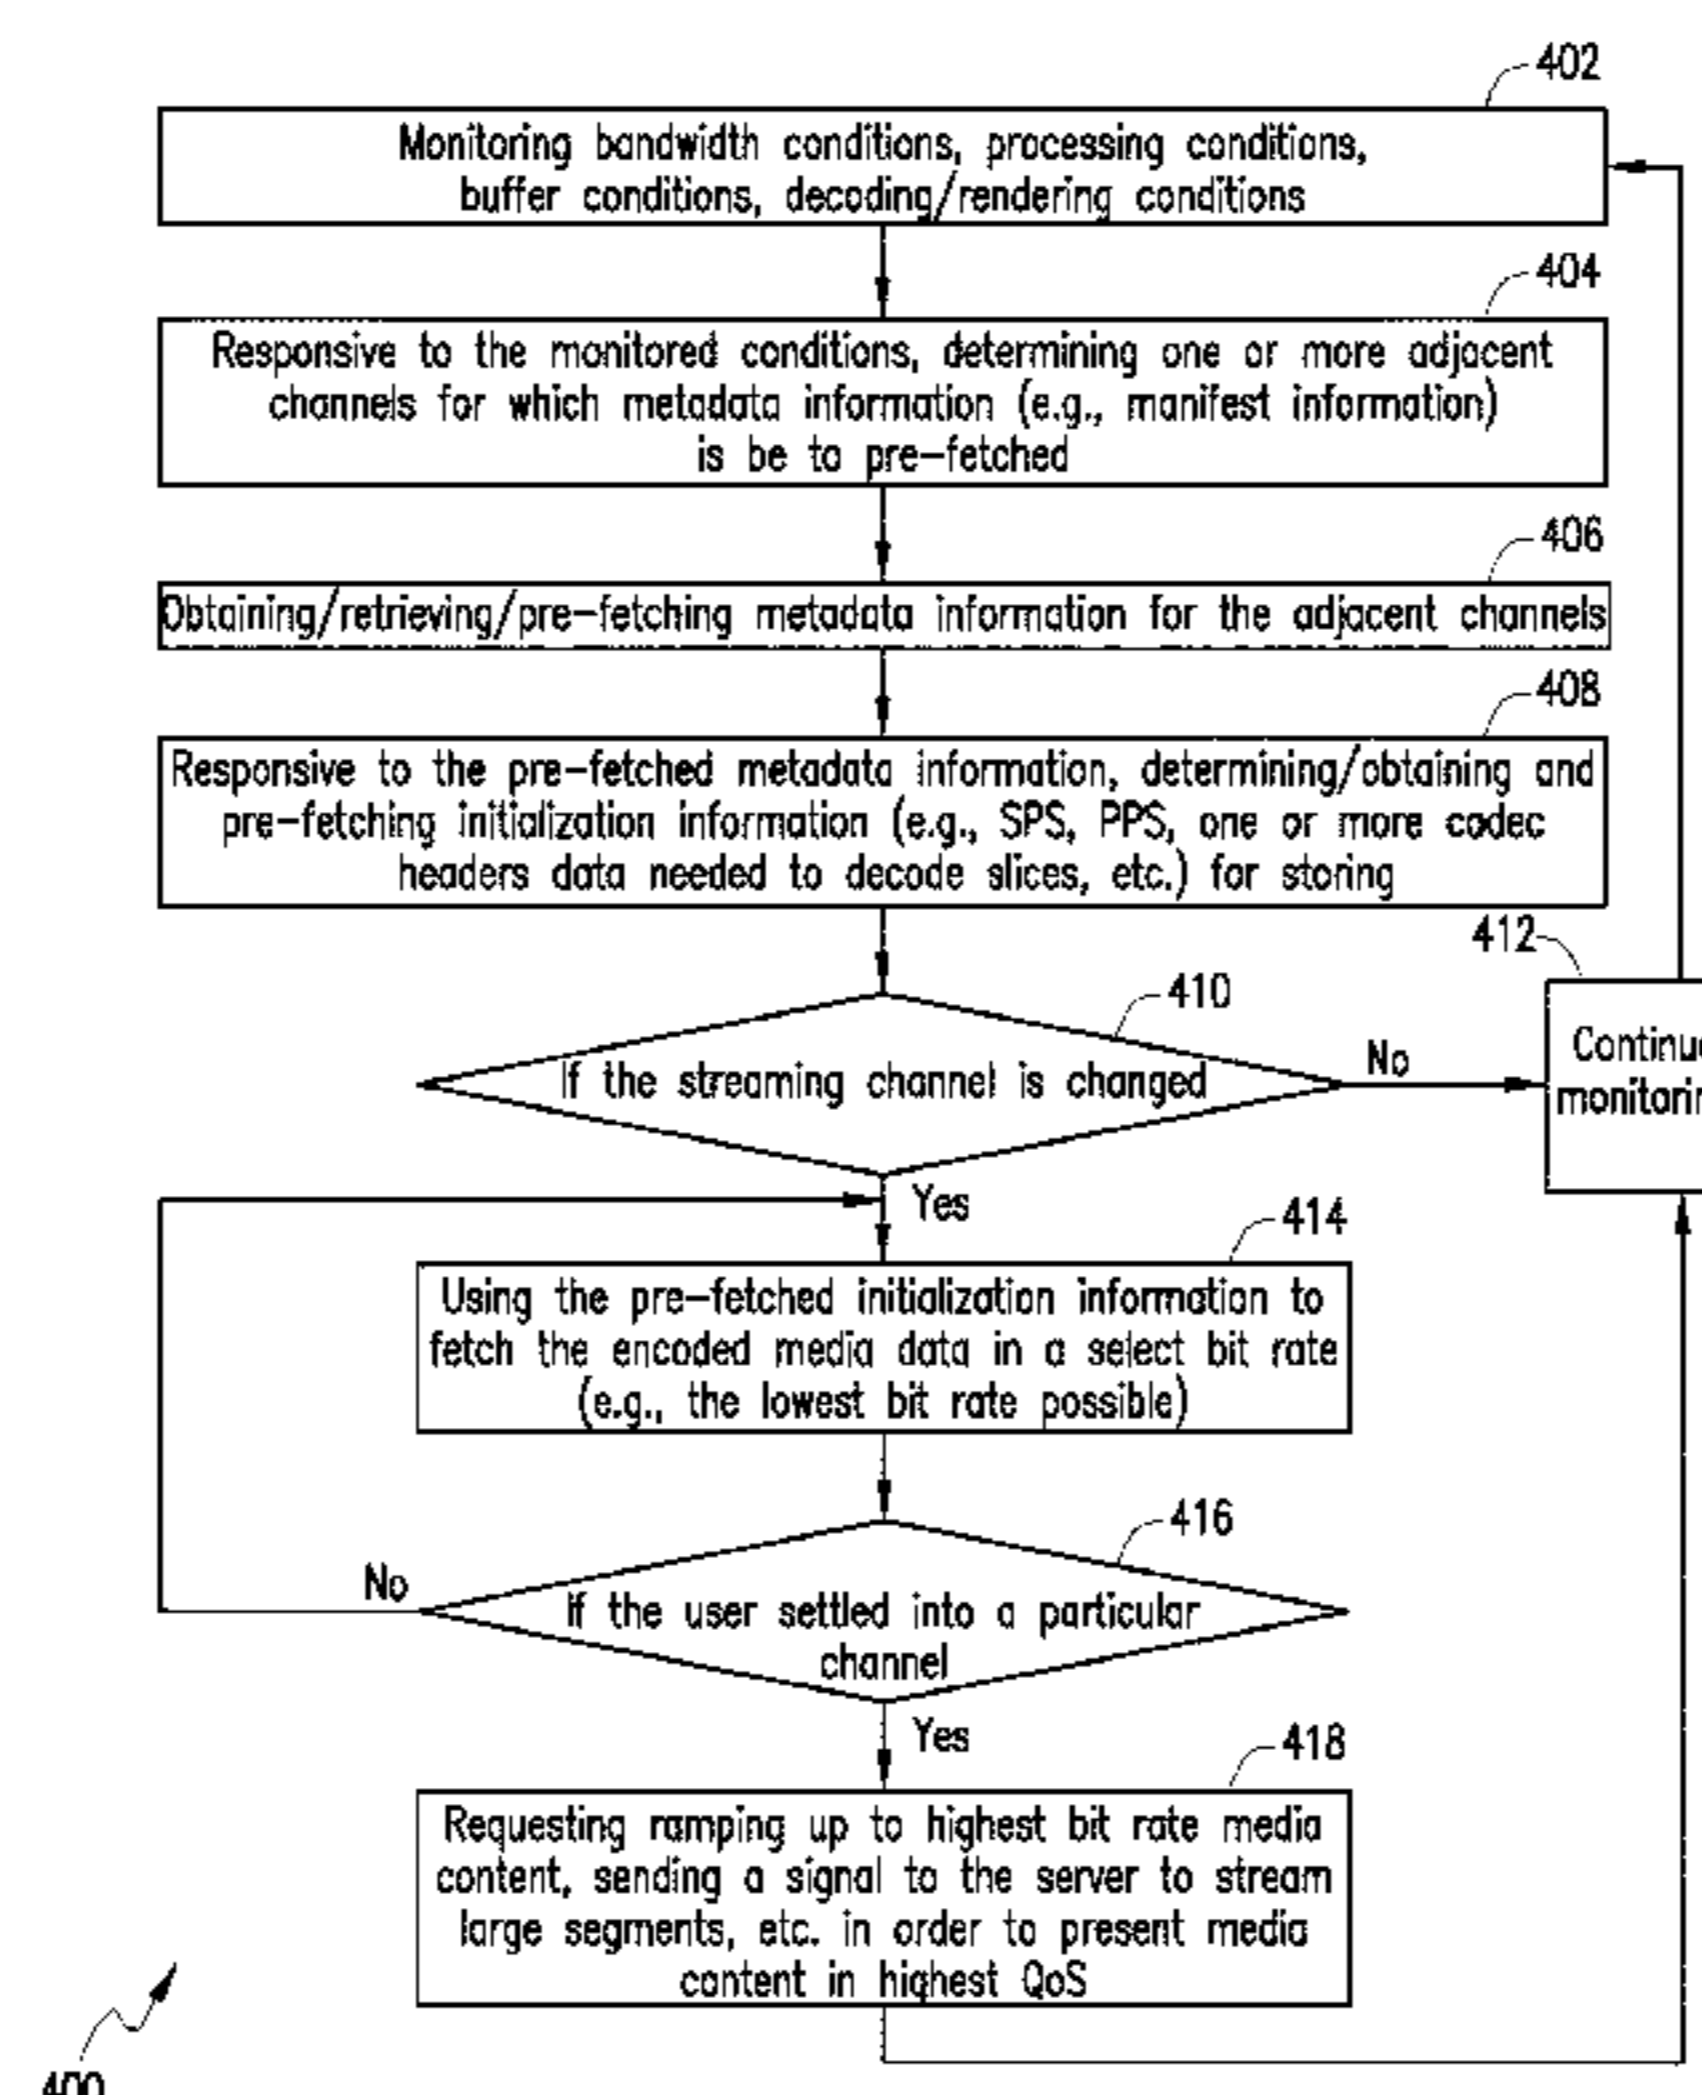 402
Monitoring bandwidth conditions, processing conditions,
buffer conditions, decoding/rendering conditions
404
Responsive to the monitored conditions, determining one or more adjacent
channels for which metadata information (e.g., manifest information)
is be to pre-fetched
406
Obtaining/retrieving/pre-fetching metadata information for the adjacent channels
408
Responsive to the pre-fetched metadata information, determining/obtaining and
pre-fetching initialization information (e.g., SPS, PPS, one or more codec
headers data needed to decode slices, etc.) for storing
412
410
If the streaming channel is changed
No
Yes
414
Using the pre-fetched initialization information to
fetch the encoded media data in a select bit rate
(e.g., the lowest bit rate possible)
416
No
If the user settled into a particular
channel
Yes
418
Requesting ramping up to highest bit rate media
content, sending a signal to the server to stream
large segments, etc. in order to present media
content in highest QoS
400